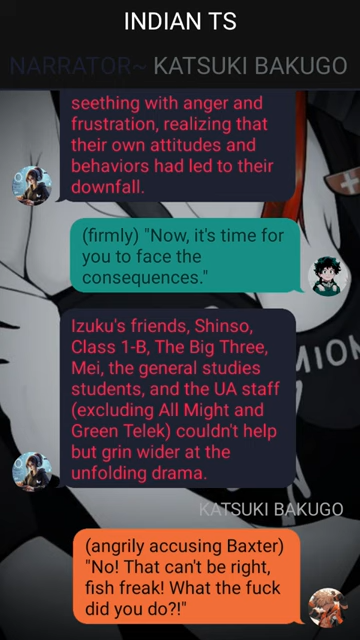 INDIAN TS
NARRATOR~ KATSUKI BAKUGO
seething with anger and
frustration, realizing that
their own attitudes and
behaviors had led to their
downfall.
(firmly) "Now, it's time for
you to face the
consequences."
Izuku's friends, Shinso,
Class 1-B, The Big Three,
Mei, the general studies
students, and the UA staff
(excluding All Might and
Green Telek) couldn't help
but grin wider at the
unfolding drama.
KATSUKI BAKUGO
(angrily accusing Baxter)
"No! That can't be right,
fish freak! What the fuck
did you do?!"